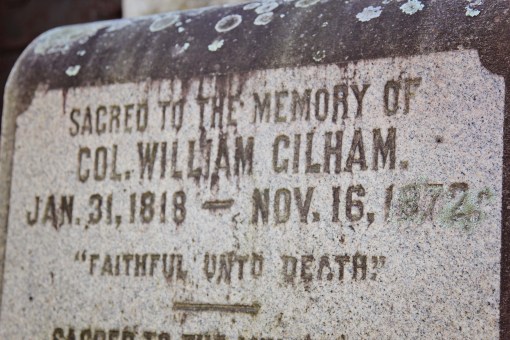 SACRED TO THE MEMORY OF
COL. WILLIAM GILHAM.
JAN. 31, 1818 — NOV. 16, 1872
"FAITHFUL UNTO DEATH"
SACRED TO THE